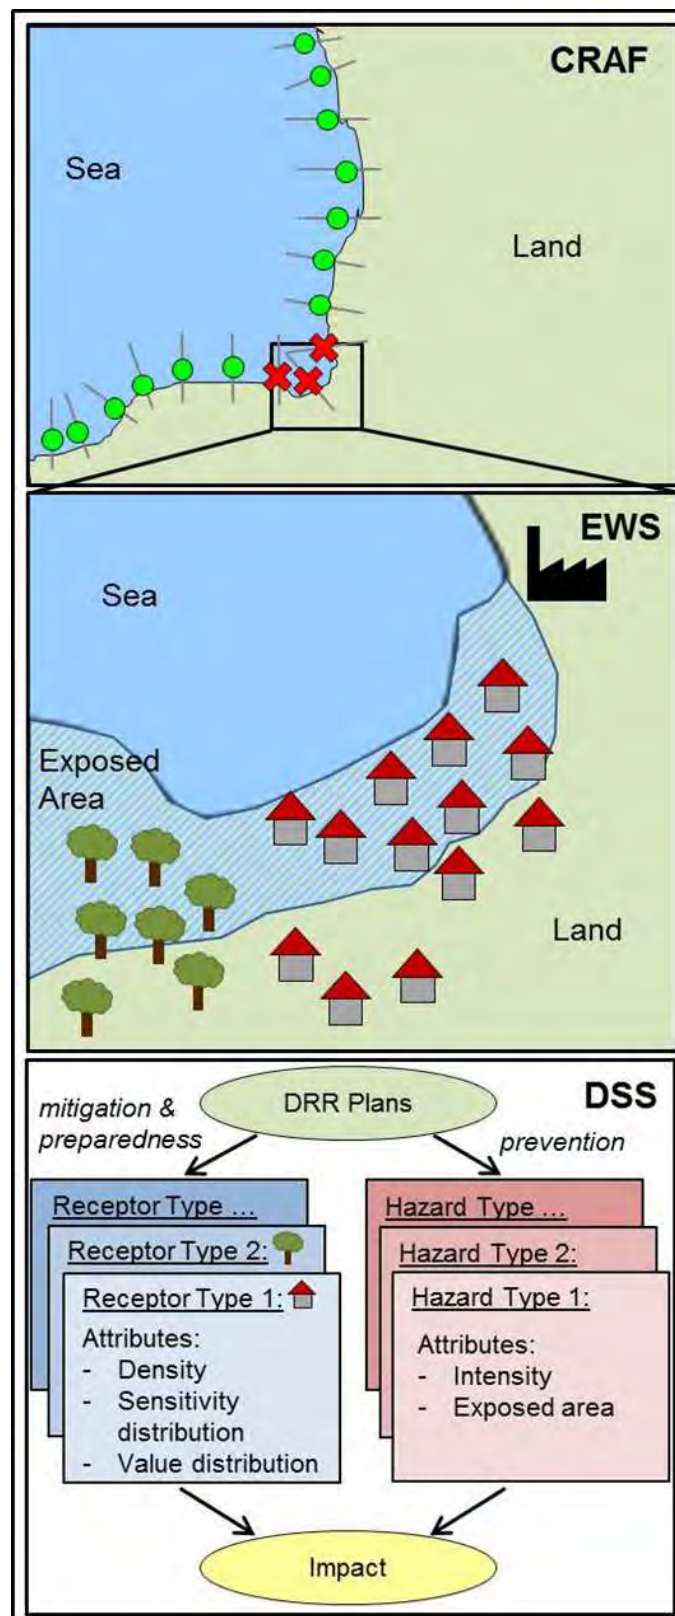 CRAF
Sea
Land
EWS
Sea
Exposed
Area
Land
DSS
DRR Plans
mitigation &
preparedness
prevention
Receptor Type ...
Receptor Type 2:
Receptor Type 1:
Attributes:
- Density
- Sensitivity
distribution
- Value distribution
Hazard Type ...
Hazard Type 2:
Hazard Type 1:
Attributes:
- Intensity
- Exposed area
Impact